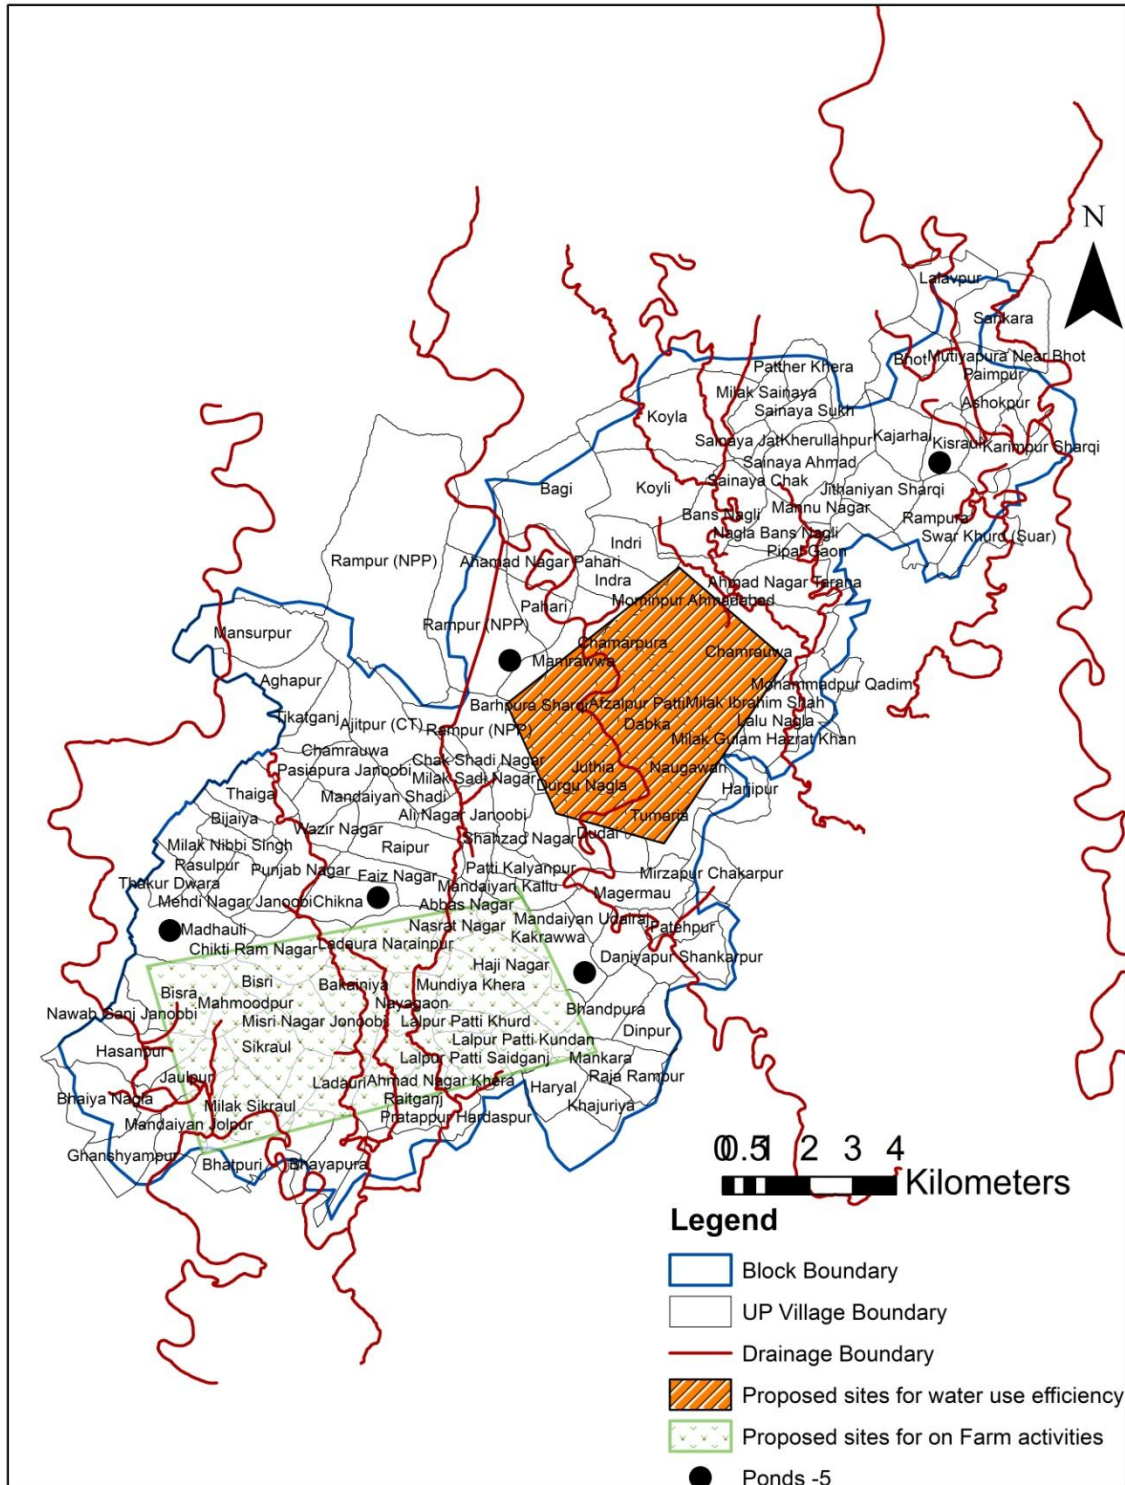 N
Lalavpur
Sankara
Bhot
Mutiyapura Near Bhot
Paimpur
Patther Khera
Milak Sainaya
Sainaya Sukh
Ashokpur
Koyla
Sainaya Jat
Kherullahpur
Kajarhai
Kisraul
Karimpur Sharqi
Sainaya Ahmad
Sainaya Chak
Bagi
Koyli
Jithaniyan Sharqi
Mannu Nagar
Bans Nagli
Rampura
Nagla Bans Nagli
Swar Khurd (Suar)
Indri
Pipal Gaon
Rampur (NPP)
Ahamad Nagar Pahari
Indra
Ahmad Nagar Tarana
Pahari
Mominpur Ahmadabad
Rampur (NPP)
Mansurpur
Chamarpura
Chamrauwa
Mamrawwa
Aghapur
Mohammadpur Qadim
Barhpura Sharqi
Afzalpur Patti
Milak Ibrahim Shah
Tikatganj
Ajitpur (CT)
Rampur (NPP)
Dabka
Lalu Nagla
Milak Gulam Hazrat Khan
Chamrauwa
Chak Shadi Nagar
Pasiapura Janoobi
Milak Sadi Nagar
Juthia
Naugawan
Durgu Nagla
Thaiga
Mandaiyan Shadi
Harjipur
Bijaiya
Wazir Nagar
Ali Nagar Janoobi
Tumaria
Dudai
Milak Nibbi Singh
Raipur
Shahzad Nagar
Pasulpur
Punjab Nagar
Faiz Nagar
Patti Kalyanpur
Mirzapur Chakarpur
Thakur Dwara
Mandaiyan Kallu
Magermau
Mehdi Nagar Janoobi
Chikna
Abbas Nagar
Madhauli
Nasrat Nagar
Mandaiyan Udairaj
Patehpur
Chikti Ram Nagar
Ladaura Narainpur
Kakrawwa
Daniyapur Shankarpur
Haji Nagar
Bisra
Bisri
Bakainiya
Mundiya Khera
Mahmoodpur
Nayagaon
Bhandpura
Nawab Ganj Janoobi
Misri Nagar Jonoobi
Lalpur Patti Khurd
Dinpur
Hasanpur
Sikraul
Lalpur Patti Kundan
Lalpur Patti Saidganj
Mankara
Jaulpur
Ladauri
Ahmad Nagar Khera
Haryal
Raja Rampur
Bhaiya Nagla
Milak Sikraul
Raitganj
Khajuriya
Mandaiyan Jolpur
Pratappur Hardaspur
Ghanshyampur
Bhatpuri
Bhayapura
0 0.5 1 2 3 4
Kilometers
Legend
Block Boundary
UP Village Boundary
Drainage Boundary
Proposed sites for water use efficiency
Proposed sites for on Farm activities
Ponds -5